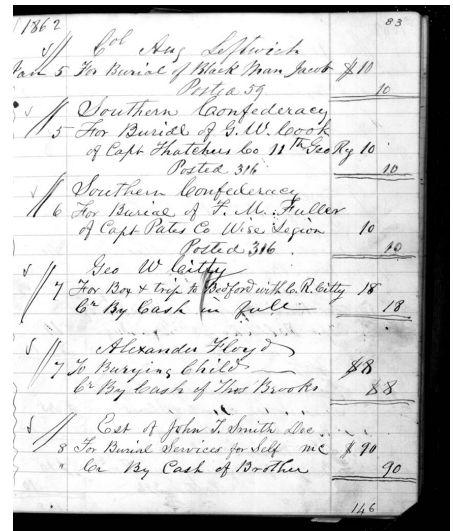 1862 83
Col Aug Leftwich
Jan 5 For Burial of Black Man Jacob $10
Posted 59 10
Southern Confederacy
5 For Burial of G. W. Cook
of Capt Thatchers Co 11th Geo Rg 10
Posted 316 10
Southern Confederacy
6 For Burial of F. M. Fuller
of Capt Pates Co Wise Legion 10
Posted 316 10
Geo W Citty
7 For Box & trip to Bedford with C. R. Citty 18
Cr By Cash in full 18
Alexander Floyd
7 To Burying Child $8
Cr By Cash of Thos Brooks $8
Est of John T. Smith Dec
8 For Burial Services for Self mc $90
" Cr By Cash of Brother 90
146